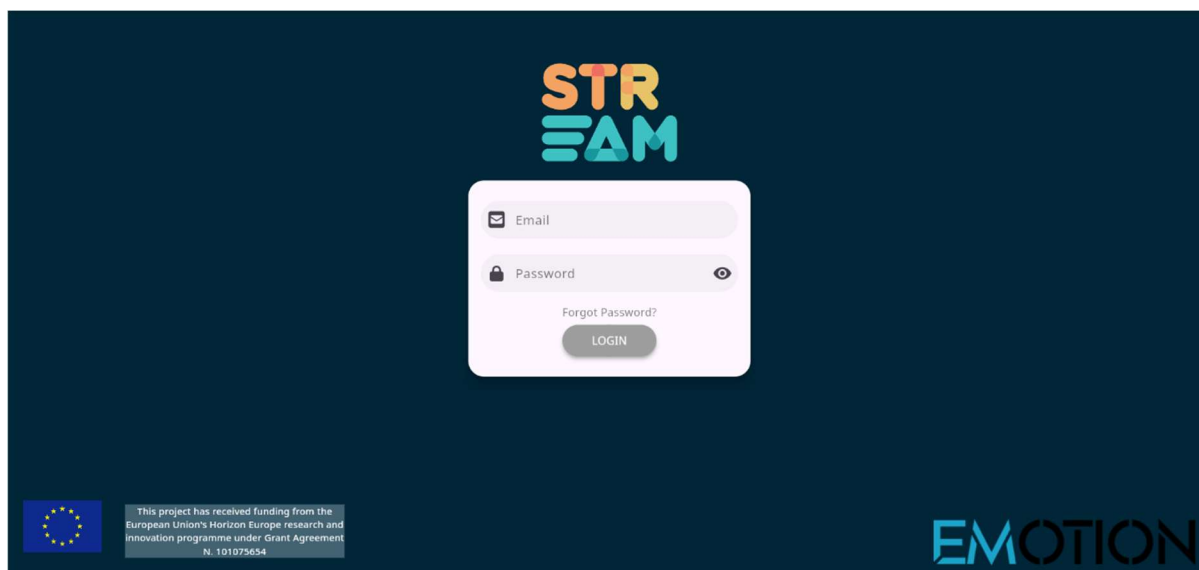 STR
EAM
Email
Password
Forgot Password?
LOGIN
This project has received funding from the
European Union's Horizon Europe research and
innovation programme under Grant Agreement
N. 101075654
EMOTION